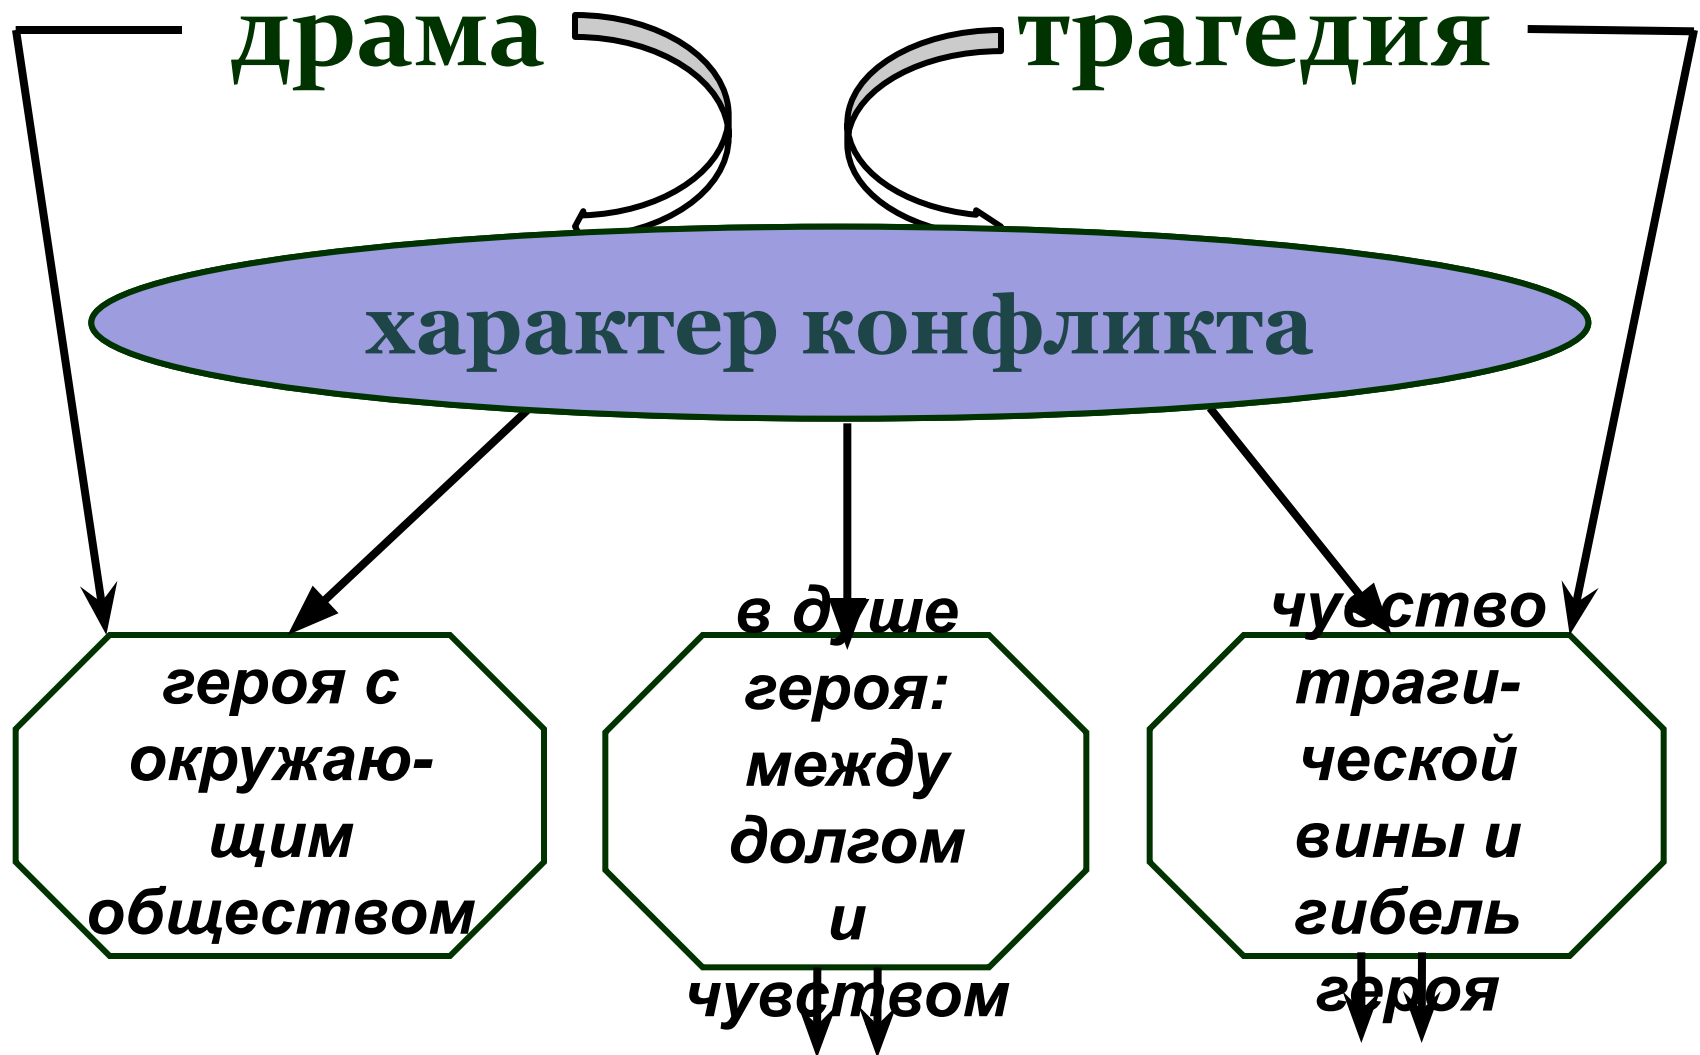 драма
трагедия
характер конфликта
героя с
окружаю-
щим
обществом
в душе
героя:
между
долгом
и
чувством
чувство
траги-
ческой
вины и
гибель
героя